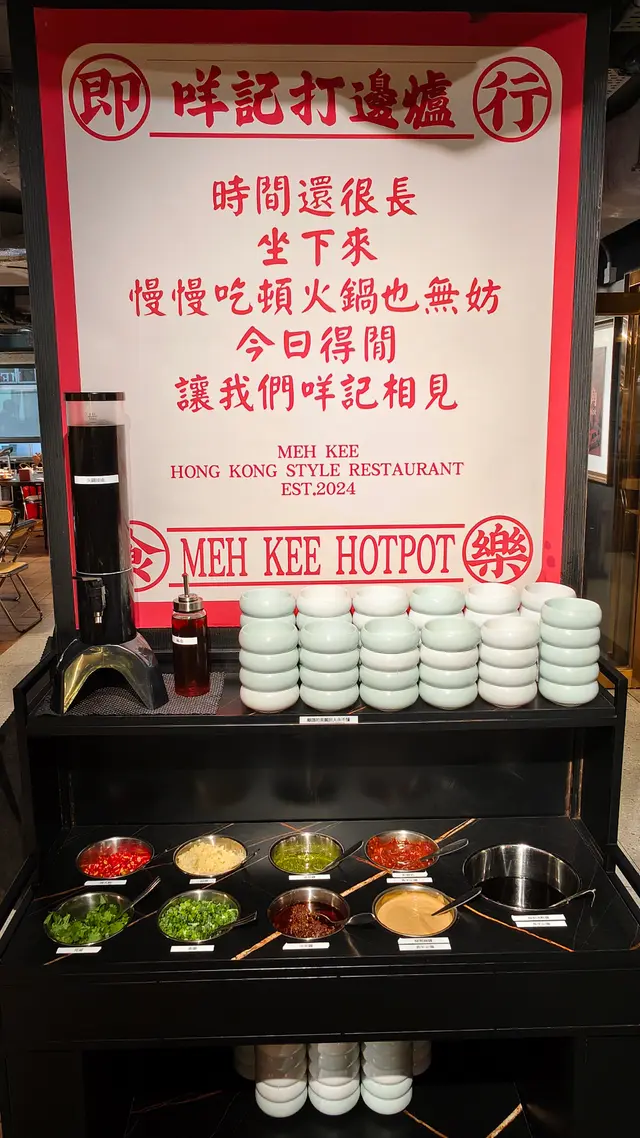 即 咩記打邊爐 行
時間還很長
坐下來
慢慢吃頓火鍋也無妨
今日得閒
讓我們咩記相見
MEH KEE
HONG KONG STYLE RESTAURANT
EST.2024
食 MEH KEE HOTPOT 樂